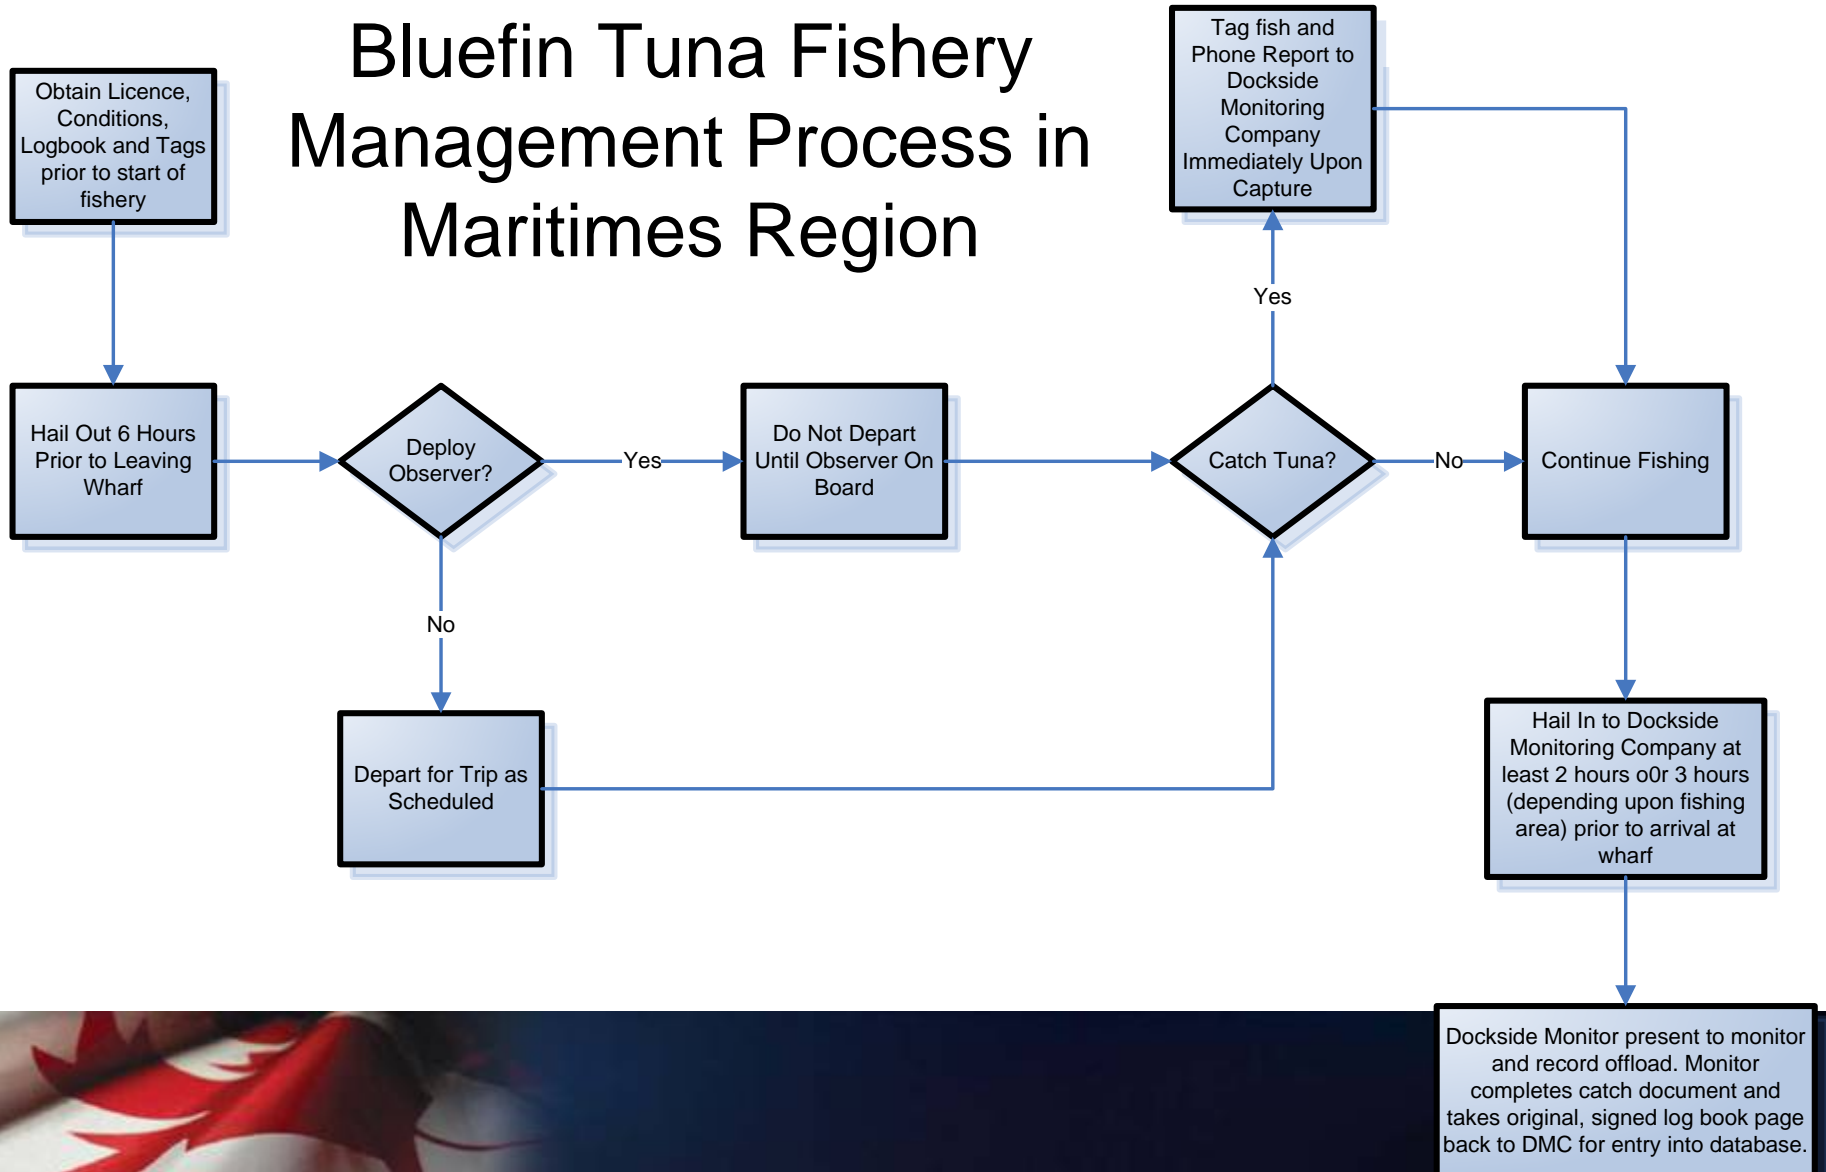 Bluefin Tuna Fishery
Management Process in
Maritimes Region
Obtain Licence,
Conditions,
Logbook and Tags
prior to start of
fishery
Hail Out 6 Hours
Prior to Leaving
Wharf
Deploy
Observer?
Yes
No
Do Not Depart
Until Observer On
Board
Depart for Trip as
Scheduled
Catch Tuna?
Yes
No
Tag fish and
Phone Report to
Dockside
Monitoring
Company
Immediately Upon
Capture
Continue Fishing
Hail In to Dockside
Monitoring Company at
least 2 hours o0r 3 hours
(depending upon fishing
area) prior to arrival at
wharf
Dockside Monitor present to monitor
and record offload. Monitor
completes catch document and
takes original, signed log book page
back to DMC for entry into database.